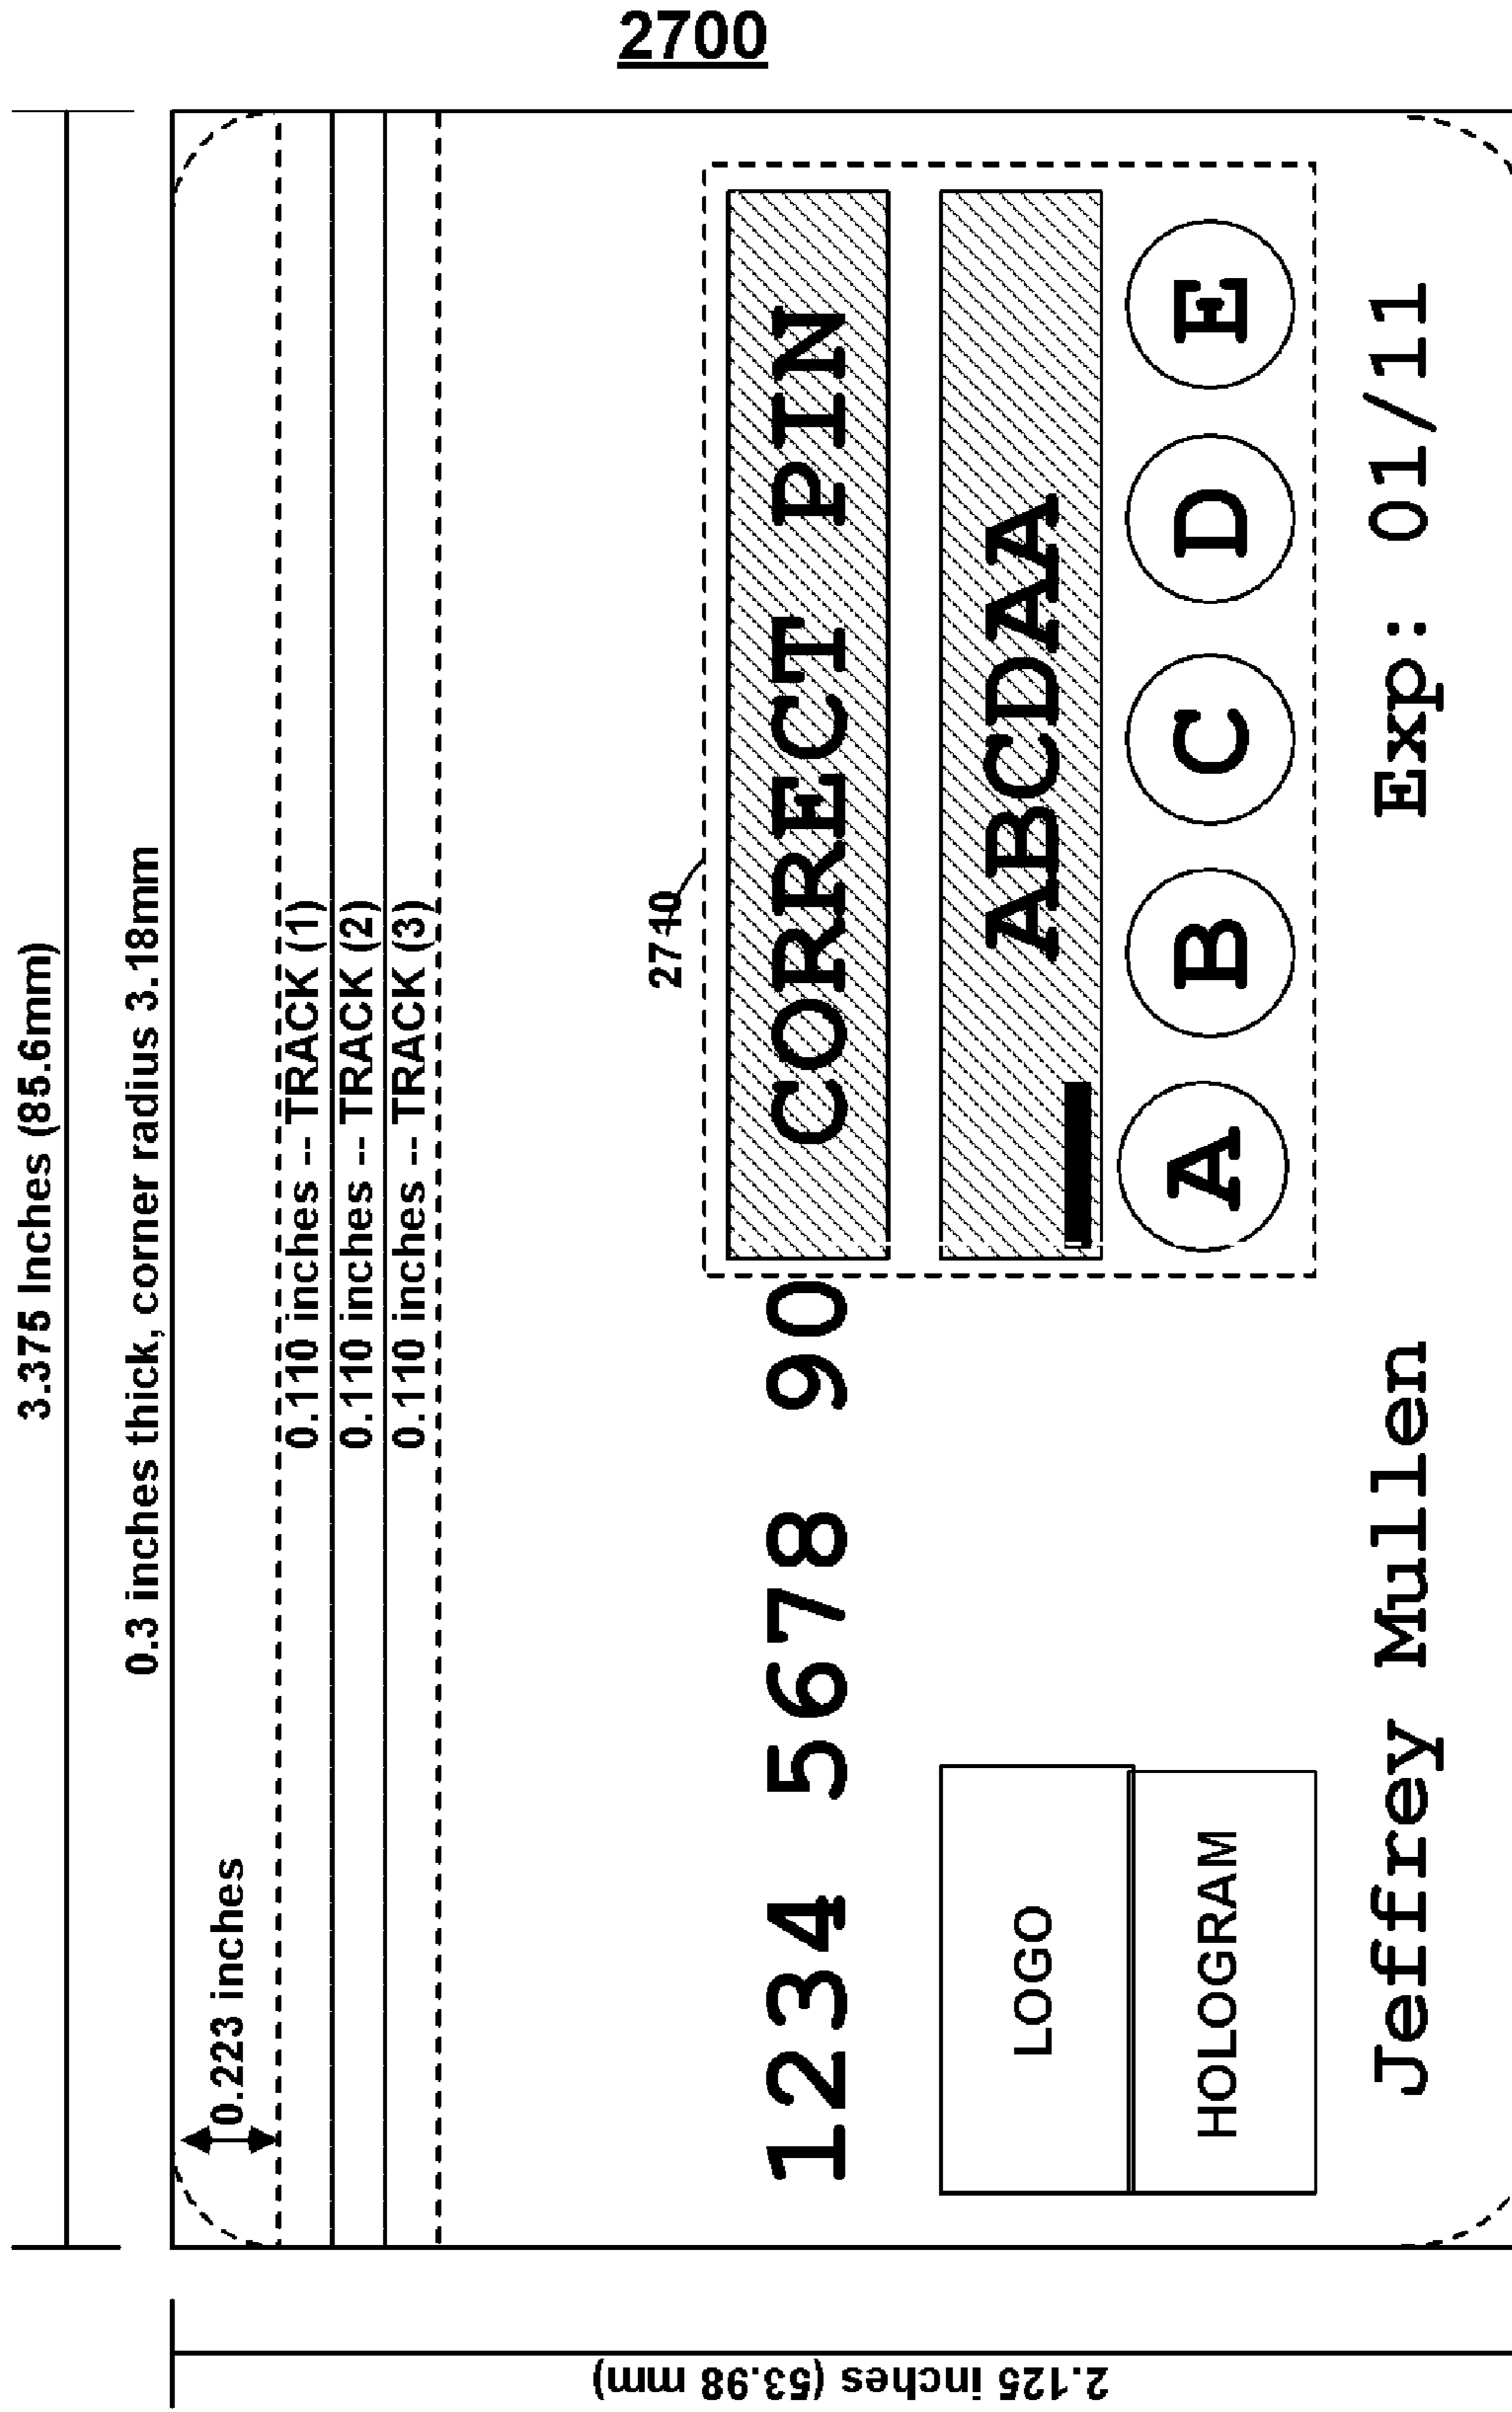 2700
3.375 Inches (85.6mm)
0.3 inches thick, corner radius 3.18mm
0.223 inches
0.110 inches -- TRACK (1)
0.110 inches -- TRACK (2)
0.110 inches -- TRACK (3)
2710
1234 5678 90
CORRECT PIN
ABCDAA
LOGO
HOLOGRAM
A B C D E
Jeffrey Mullen Exp: 01/11
2.125 inches (53.98 mm)